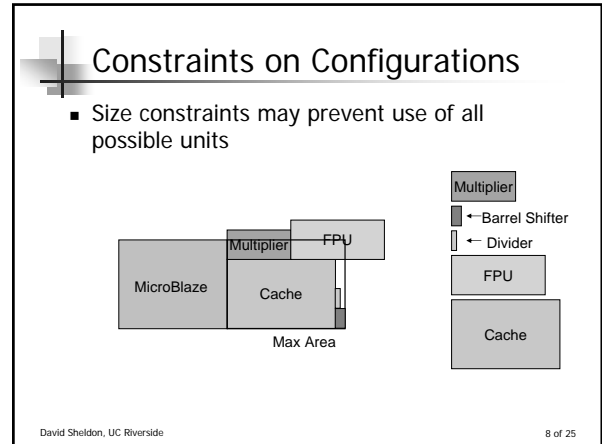 Constraints on Configurations
■ Size constraints may prevent use of all
possible units
Multiplier
FPU
MicroBlaze
Cache
Max Area
Multiplier
←Barrel Shifter
← Divider
FPU
Cache
David Sheldon, UC Riverside
8 of 25